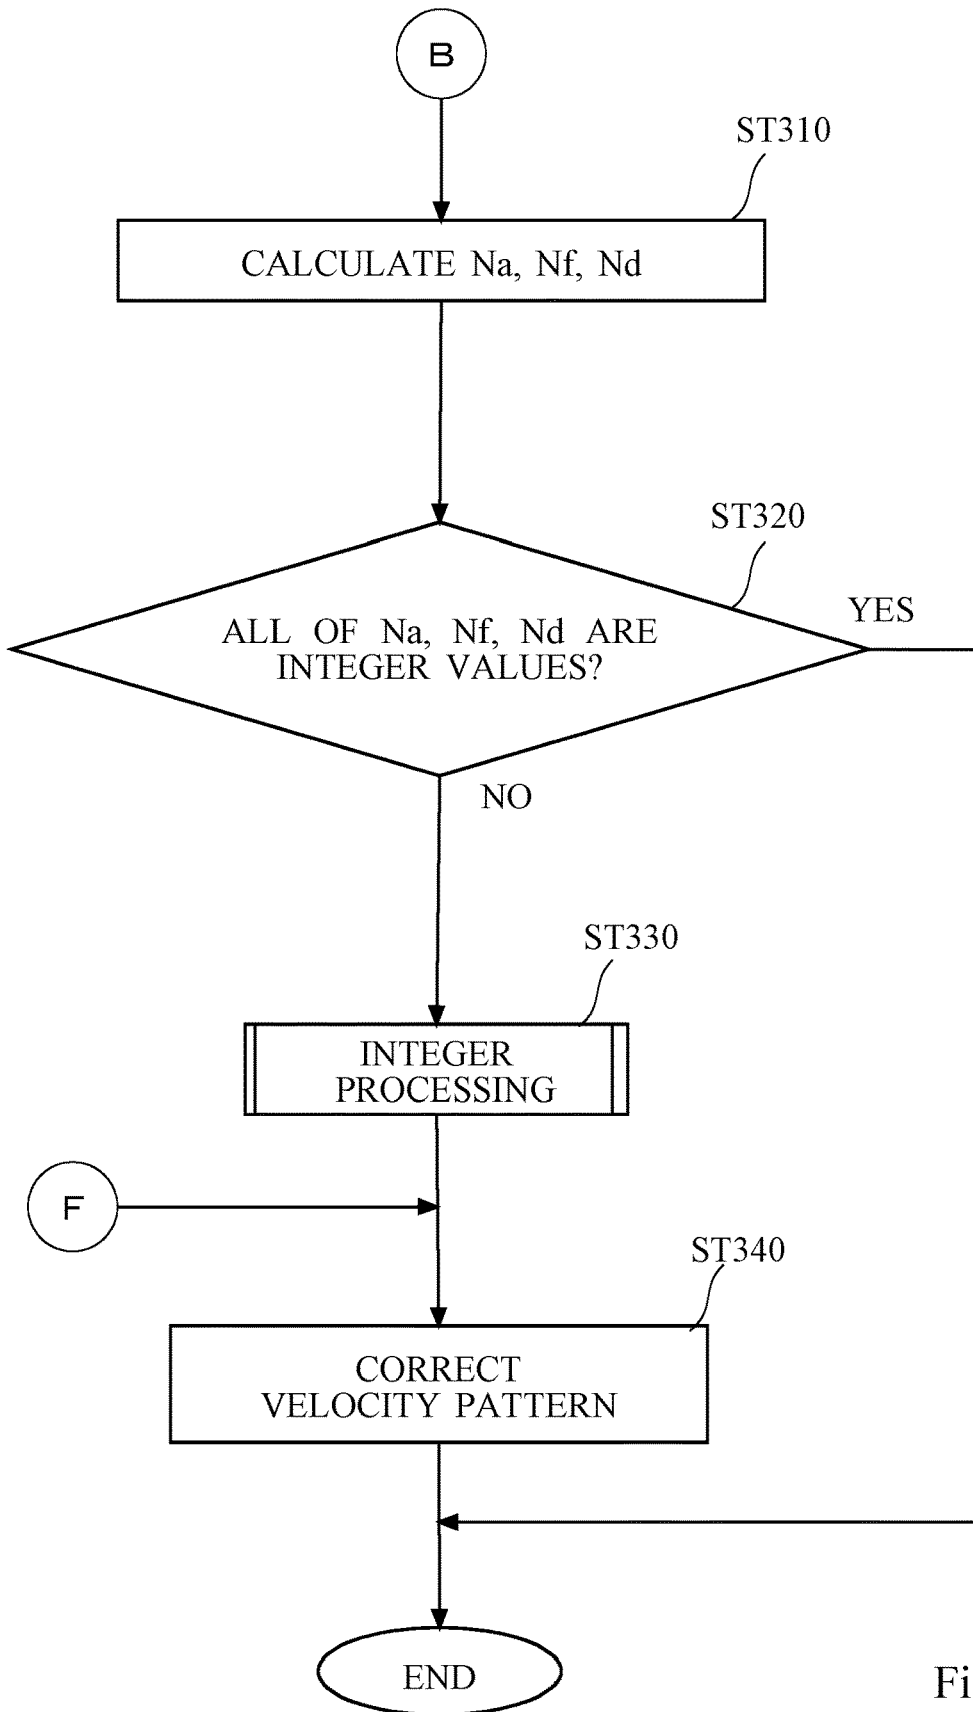 B
ST310
CALCULATE Na, Nf, Nd
ST320
YES
ALL OF Na, Nf, Nd ARE
INTEGER VALUES?
NO
ST330
INTEGER
PROCESSING
F
ST340
CORRECT
VELOCITY PATTERN
END
Fi